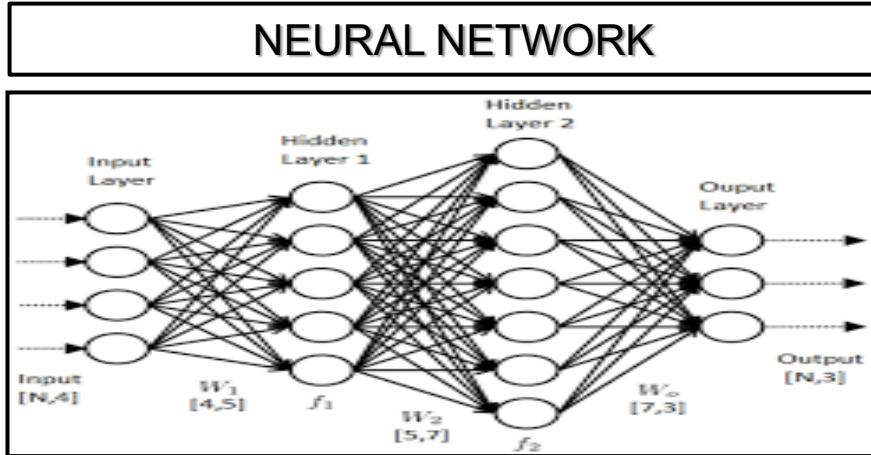 NEURAL NETWORK
Input
Layer
Hidden
Layer 1
Hidden
Layer 2
Ouput
Layer
Input
[N,4]
W₁
[4,5]
f₁
W₂
[5,7]
f₂
Wₒ
[7,3]
Output
[N,3]